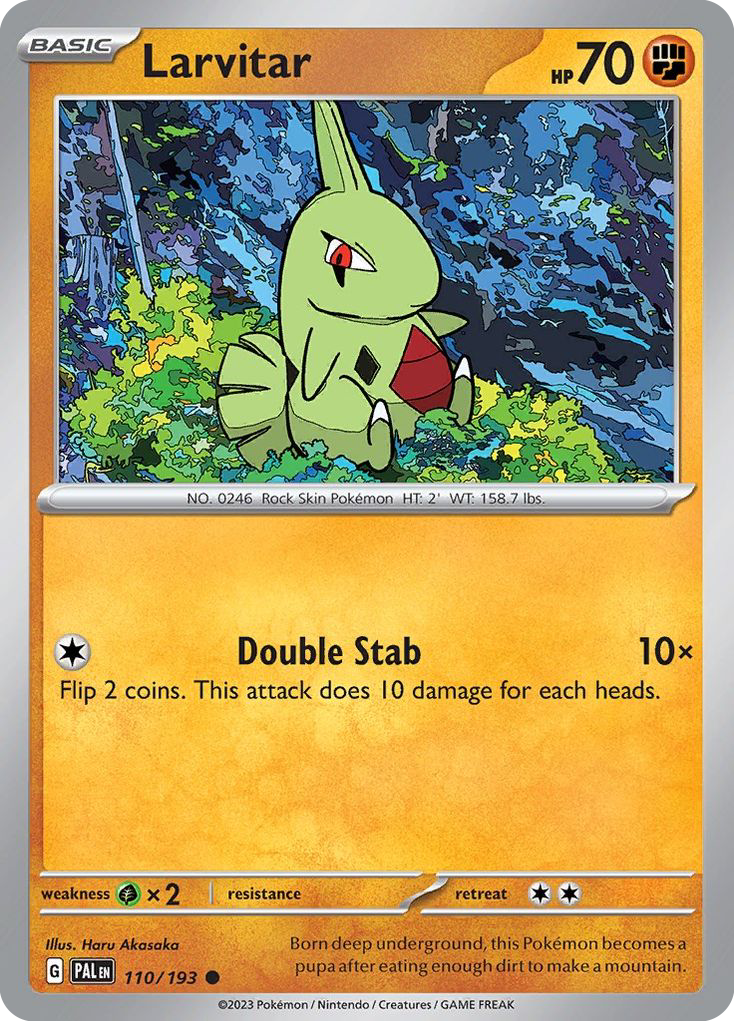 BASIC Larvitar HP 70
NO. 0246 Rock Skin Pokémon HT: 2' WT: 158.7 lbs.
Double Stab 10×
Flip 2 coins. This attack does 10 damage for each heads.
weakness ×2 resistance retreat
Illus. Haru Akasaka
Born deep underground, this Pokémon becomes a
pupa after eating enough dirt to make a mountain.
G PAL EN 110/193
©2023 Pokémon / Nintendo / Creatures / GAME FREAK